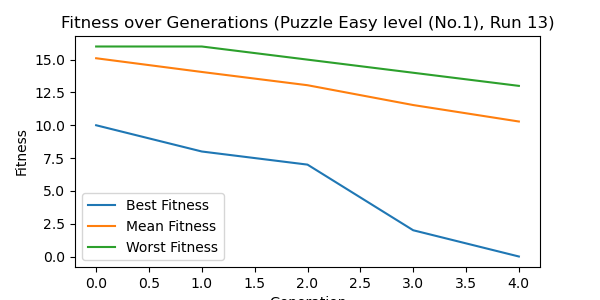 Fitness over Generations (Puzzle Easy level (No.1), Run 13)
Fitness
15.0
12.5
10.0
7.5
5.0
2.5
0.0
Best Fitness
Mean Fitness
Worst Fitness
0.0 0.5 1.0 1.5 2.0 2.5 3.0 3.5 4.0
Generation